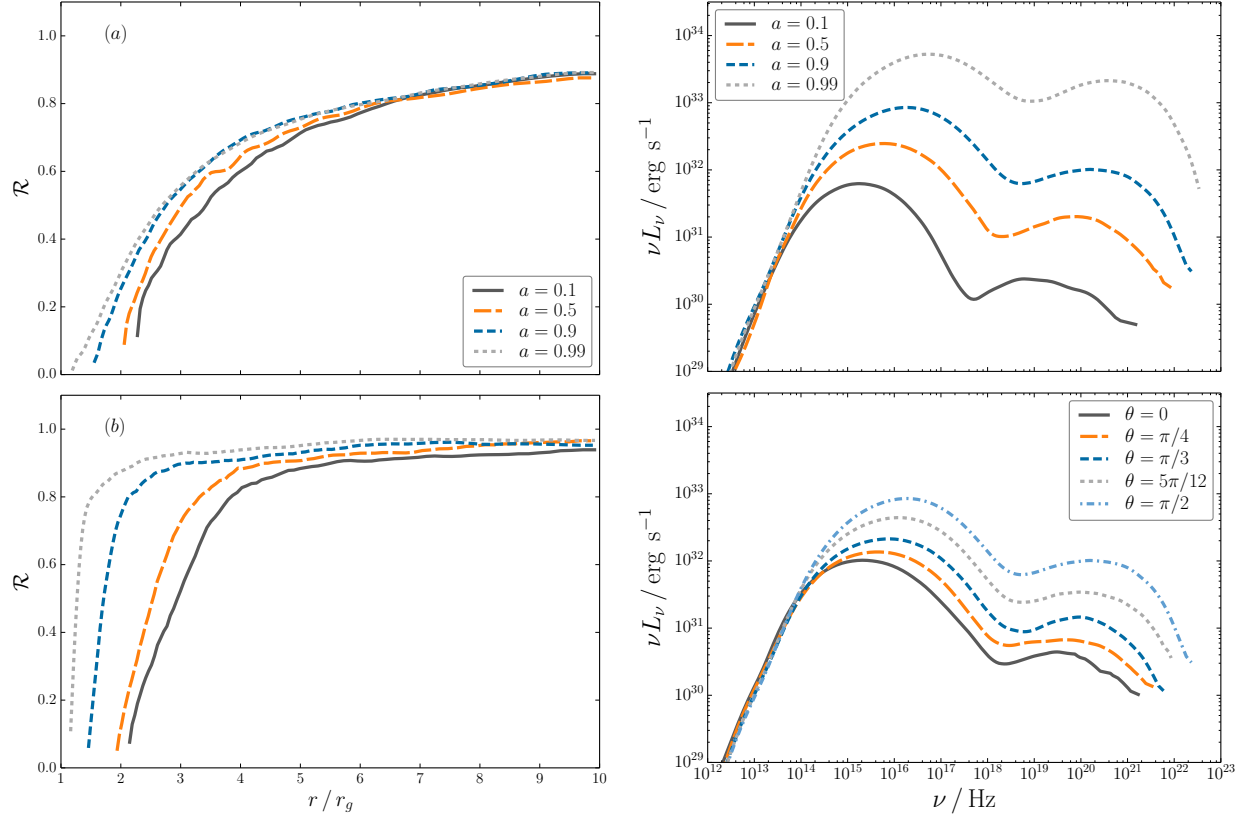 (a)
1.0
0.8
0.6
0.4
0.2
0.0
R
a = 0.1
a = 0.5
a = 0.9
a = 0.99
(b)
1.0
0.8
0.6
0.4
0.2
0.0
R
1 2 3 4 5 6 7 8 9 10
r / r_g
a = 0.1
a = 0.5
a = 0.9
a = 0.99
10^34
10^33
10^32
10^31
10^30
10^29
νL_ν / erg s^−1
θ = 0
θ = π/4
θ = π/3
θ = 5π/12
θ = π/2
10^34
10^33
10^32
10^31
10^30
10^29
νL_ν / erg s^−1
10^12 10^13 10^14 10^15 10^16 10^17 10^18 10^19 10^20 10^21 10^22 10^23
ν / Hz